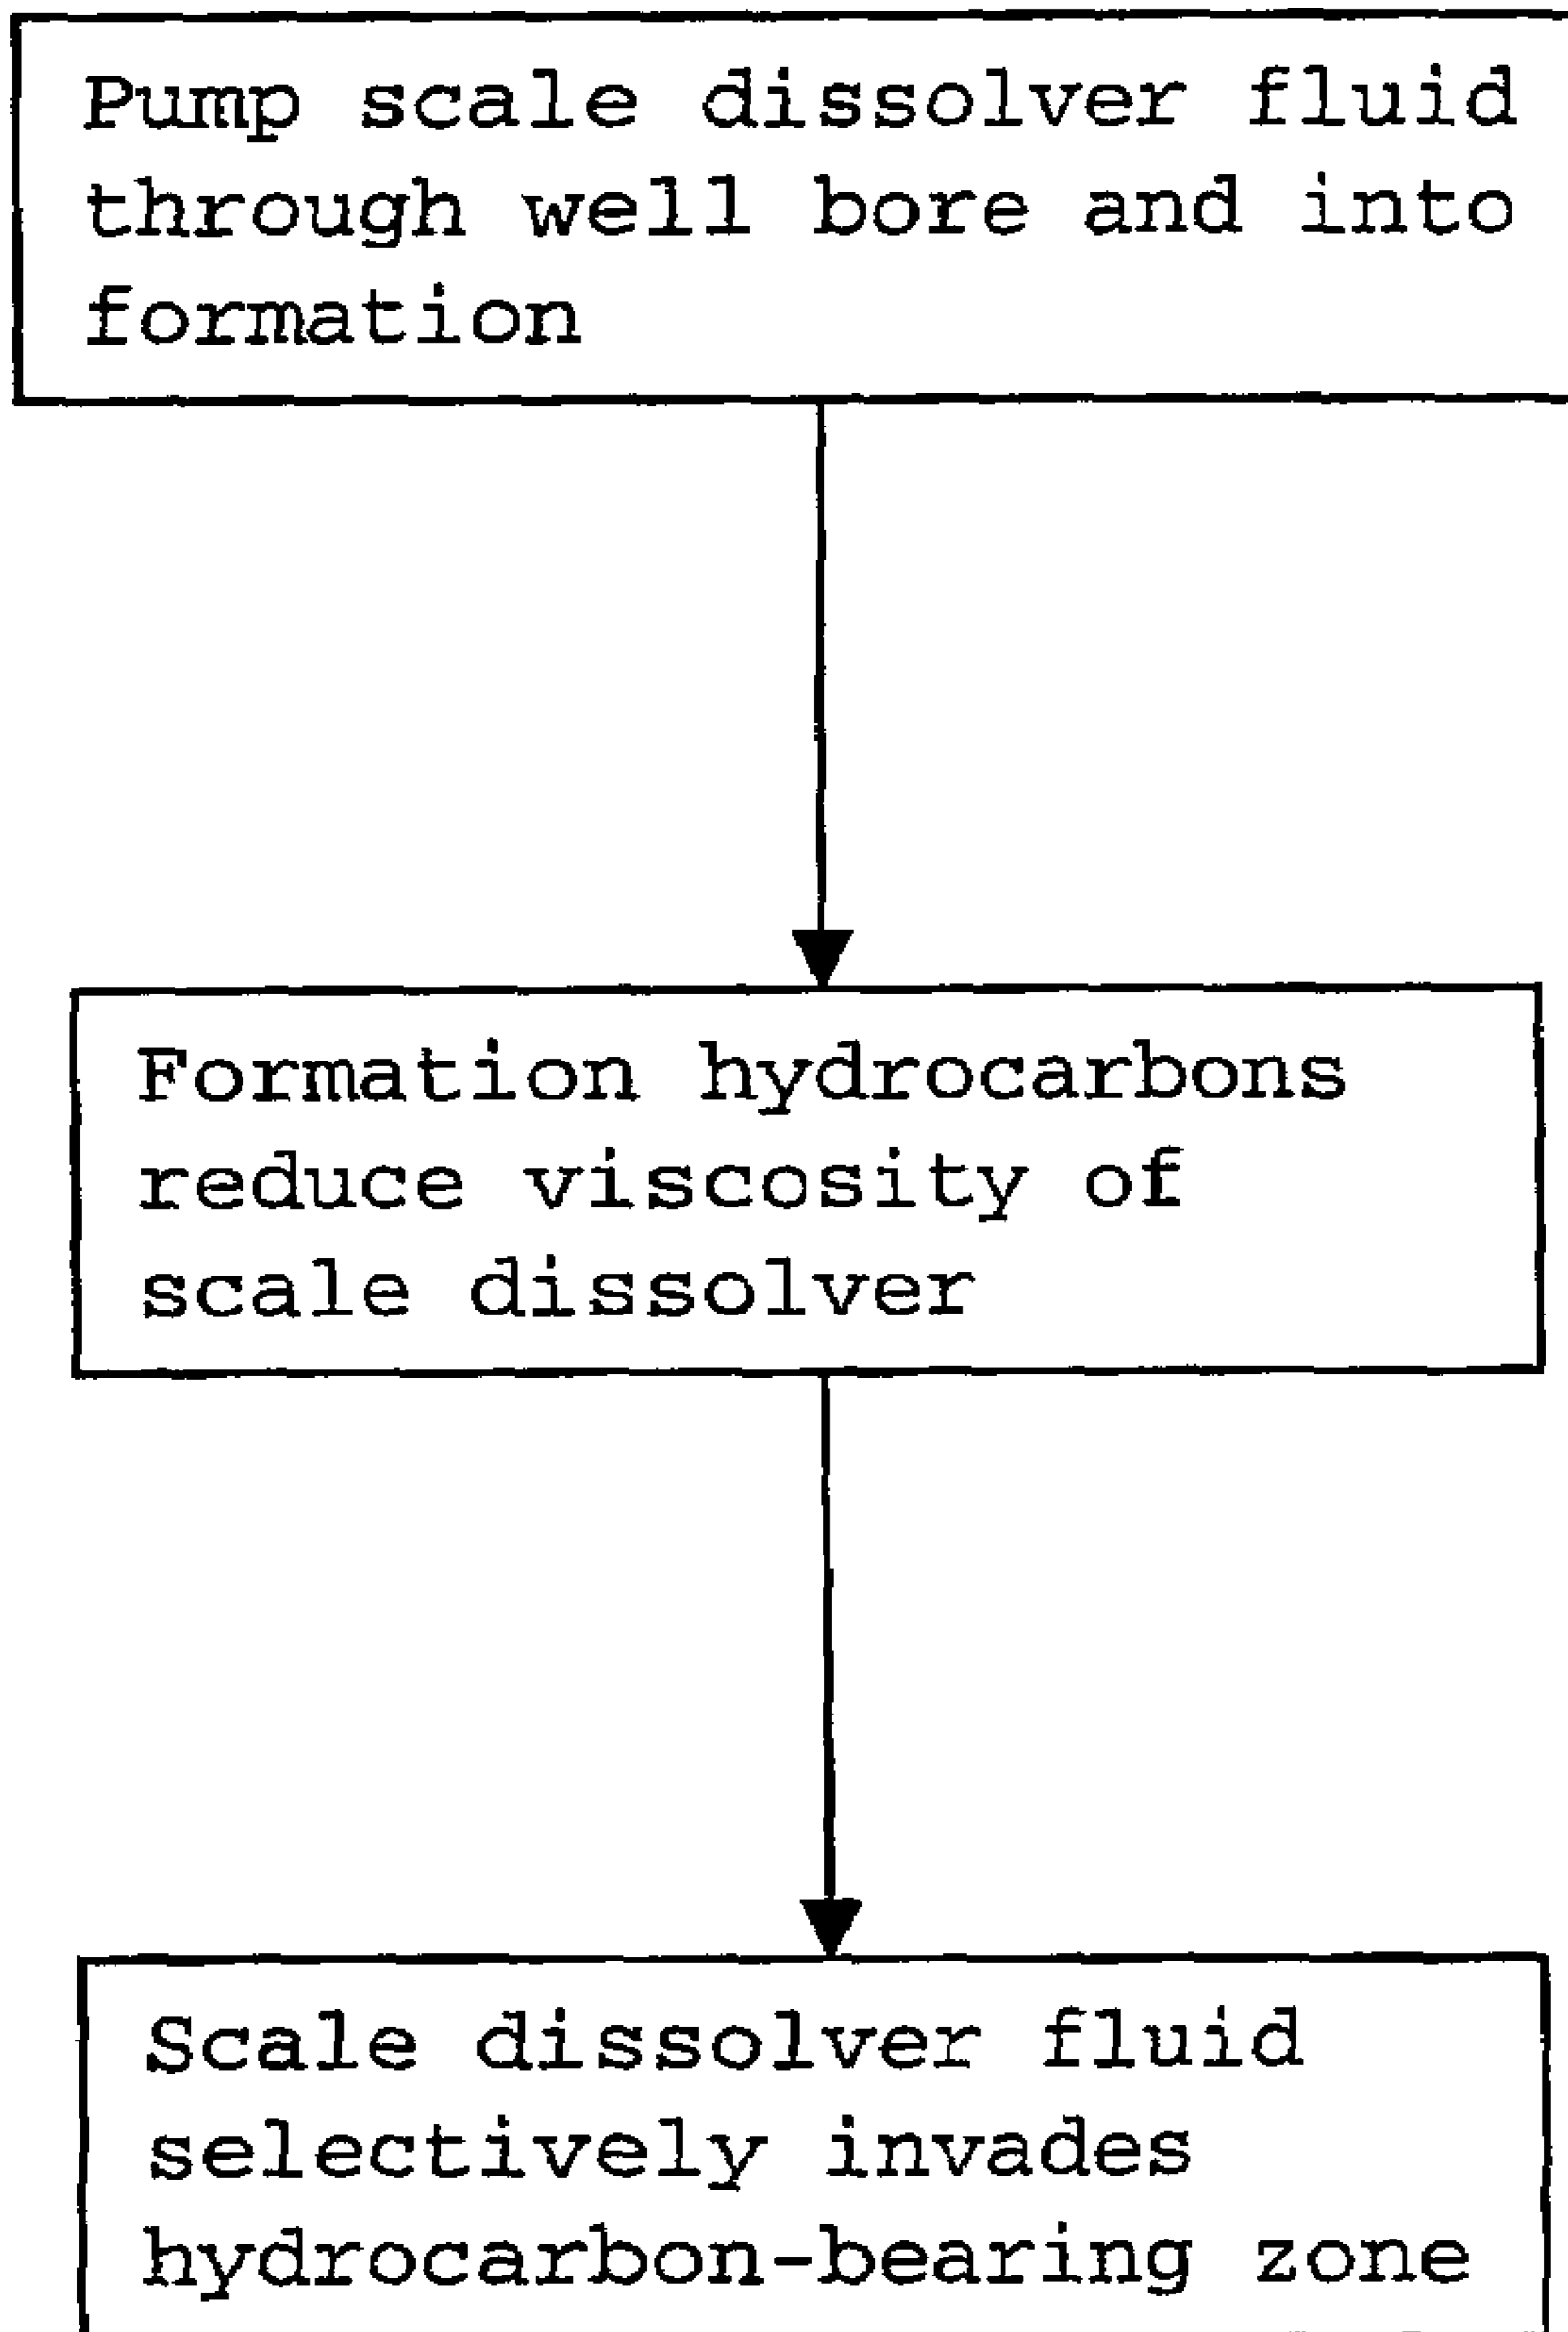 Pump scale dissolver fluid
through well bore and into
formation
Formation hydrocarbons
reduce viscosity of
scale dissolver
Scale dissolver fluid
selectively invades
hydrocarbon-bearing zone